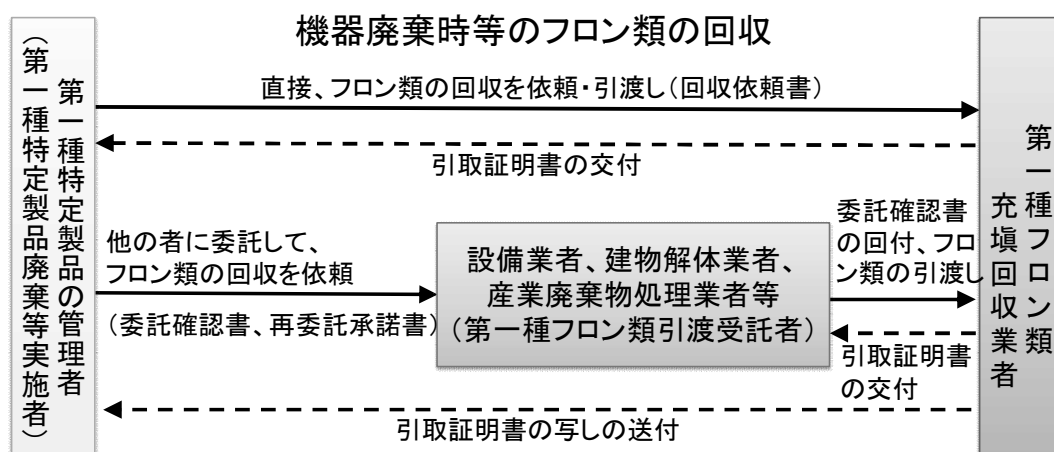 機器廃棄時等のフロン類の回収
第一種特定製品の管理者
（第一種特定製品廃棄等実施者）
直接、フロン類の回収を依頼・引渡し（回収依頼書）
引取証明書の交付
他の者に委託して、
フロン類の回収を依頼
（委託確認書、再委託承諾書）
設備業者、建物解体業者、
産業廃棄物処理業者等
（第一種フロン類引渡受託者）
委託確認書
の回付、フロ
ン類の引渡し
引取証明書
の交付
引取証明書の写しの送付
第一種フロン類
充塡回収業者